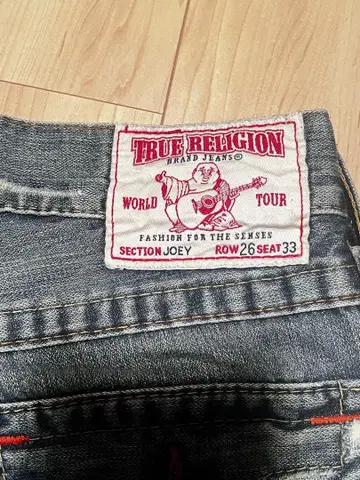 TRUE RELIGION
BRAND JEANS®
WORLD TOUR
FASHION FOR THE SENSES
SECTION JOEY ROW 26 SEAT 33